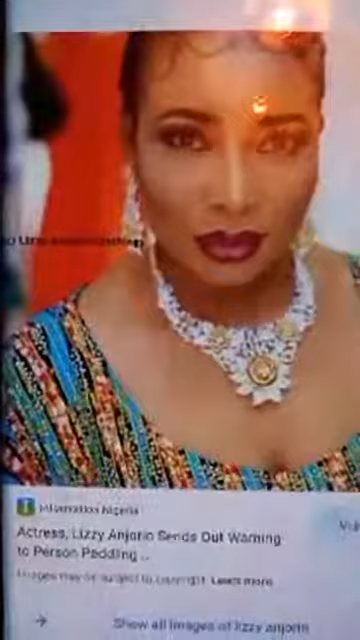 Information Nigeria
Actress, Lizzy Anjorin Sends Out Warning
to Person Peddling ...
Images may be subject to copyright. Learn more
Show all images of lizzy anjorin